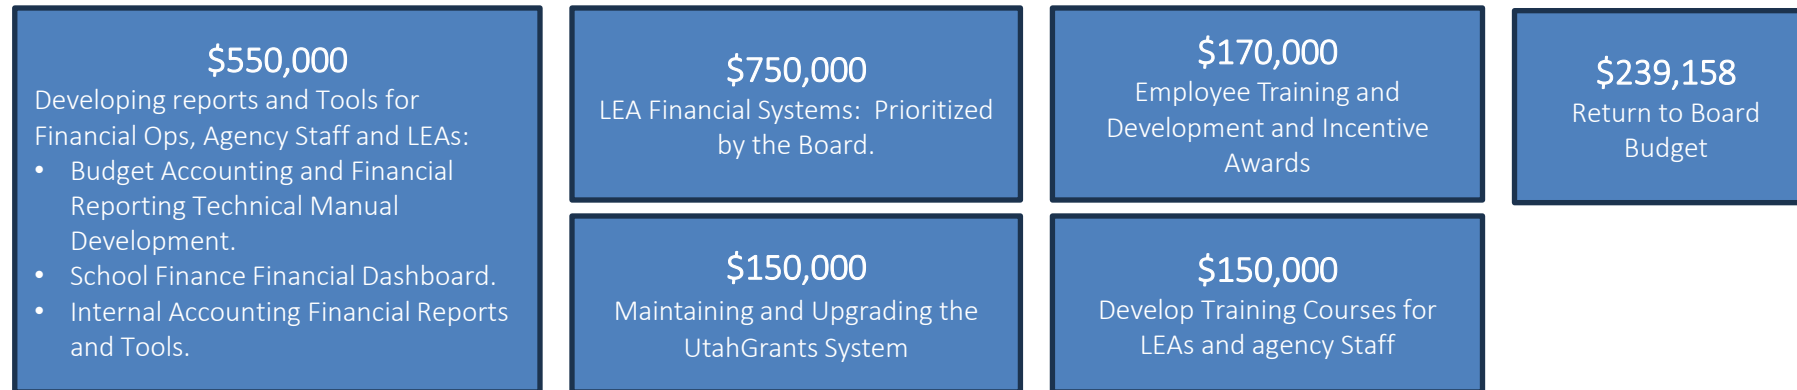 $550,000
Developing reports and Tools for
Financial Ops, Agency Staff and LEAs:
• Budget Accounting and Financial
Reporting Technical Manual
Development.
• School Finance Financial Dashboard.
• Internal Accounting Financial Reports
and Tools.
$750,000
LEA Financial Systems: Prioritized
by the Board.
$150,000
Maintaining and Upgrading the
UtahGrants System
$170,000
Employee Training and
Development and Incentive
Awards
$150,000
Develop Training Courses for
LEAs and agency Staff
$239,158
Return to Board
Budget